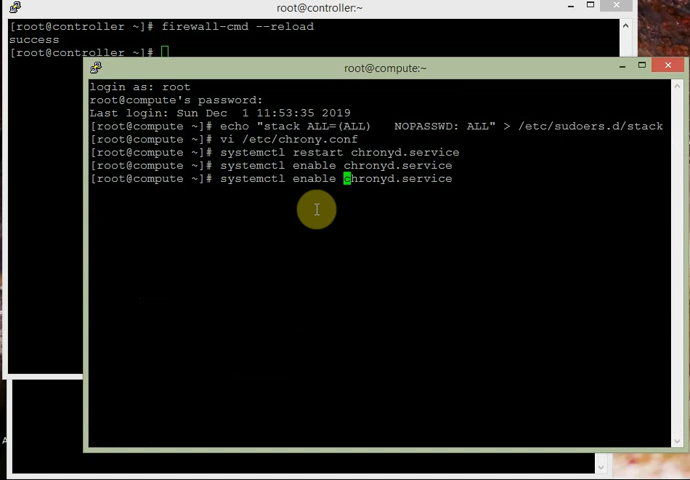 root@controller:~
[root@controller ~]# firewall-cmd --reload
success
[root@controller ~]#
root@compute:~
login as: root
root@compute's password:
Last login: Sun Dec  1 11:53:35 2019
[root@compute ~]# echo "stack ALL=(ALL)   NOPASSWD: ALL" > /etc/sudoers.d/stack
[root@compute ~]# vi /etc/chrony.conf
[root@compute ~]# systemctl restart chronyd.service
[root@compute ~]# systemctl enable chronyd.service
[root@compute ~]# systemctl enable chronyd.service
A